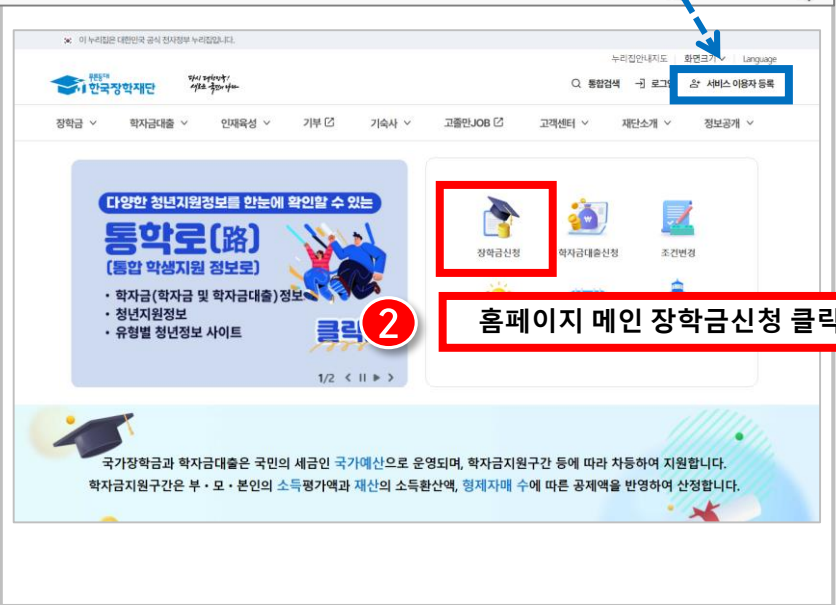 이 누리집은 대한민국 공식 전자정부 누리집입니다.
누리집안내지도 화면크기 Language
푸른등대
한국장학재단
통합검색 로그인 서비스 이용자 등록
장학금 학자금대출 인재육성 기부 기숙사 고졸만JOB 고객센터 재단소개 정보공개
다양한 청년지원정보를 한눈에 확인할 수 있는
통학로(路)
(통합 학생지원 정보로)
• 학자금(학자금 및 학자금대출)정보
• 청년지원정보
• 유형별 청년정보 사이트
1/2
장학금신청 학자금대출신청 조건변경
2 홈페이지 메인 장학금신청 클릭
국가장학금과 학자금대출은 국민의 세금인 국가예산으로 운영되며, 학자금지원구간 등에 따라 차등하여 지원합니다.
학자금지원구간은 부・모・본인의 소득평가액과 재산의 소득환산액, 형제자매 수에 따른 공제액을 반영하여 산정합니다.